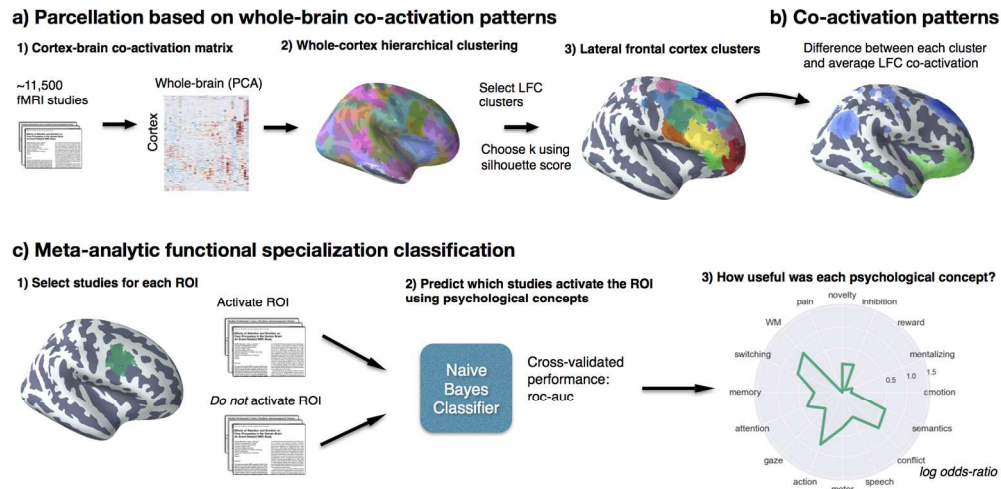 a) Parcellation based on whole-brain co-activation patterns
b) Co-activation patterns
1) Cortex-brain co-activation matrix
2) Whole-cortex hierarchical clustering
3) Lateral frontal cortex clusters
Difference between each cluster
and average LFC co-activation
~11,500
fMRI studies
Whole-brain (PCA)
Cortex
Select LFC
clusters
Choose k using
silhouette score
c) Meta-analytic functional specialization classification
1) Select studies for each ROI
Activate ROI
Do not activate ROI
2) Predict which studies activate the ROI
using psychological concepts
Naive
Bayes
Classifier
Cross-validated
performance:
roc-auc
3) How useful was each psychological concept?
novelty
pain
inhibition
WM
reward
switching
mentalizing
0.5 1.0 1.5
memory
emotion
attention
semantics
gaze
conflict
action
motor
speech
log odds-ratio